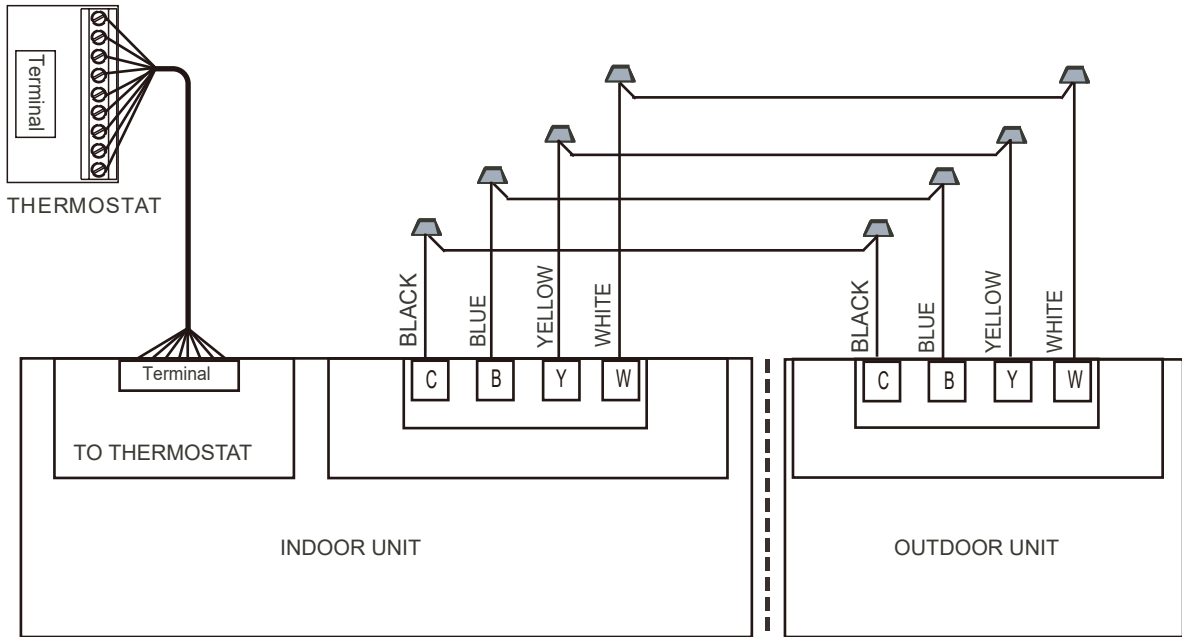 Terminal
THERMOSTAT
BLACK
BLUE
YELLOW
WHITE
BLACK
BLUE
YELLOW
WHITE
Terminal
C
B
Y
W
C
B
Y
W
TO THERMOSTAT
INDOOR UNIT
OUTDOOR UNIT